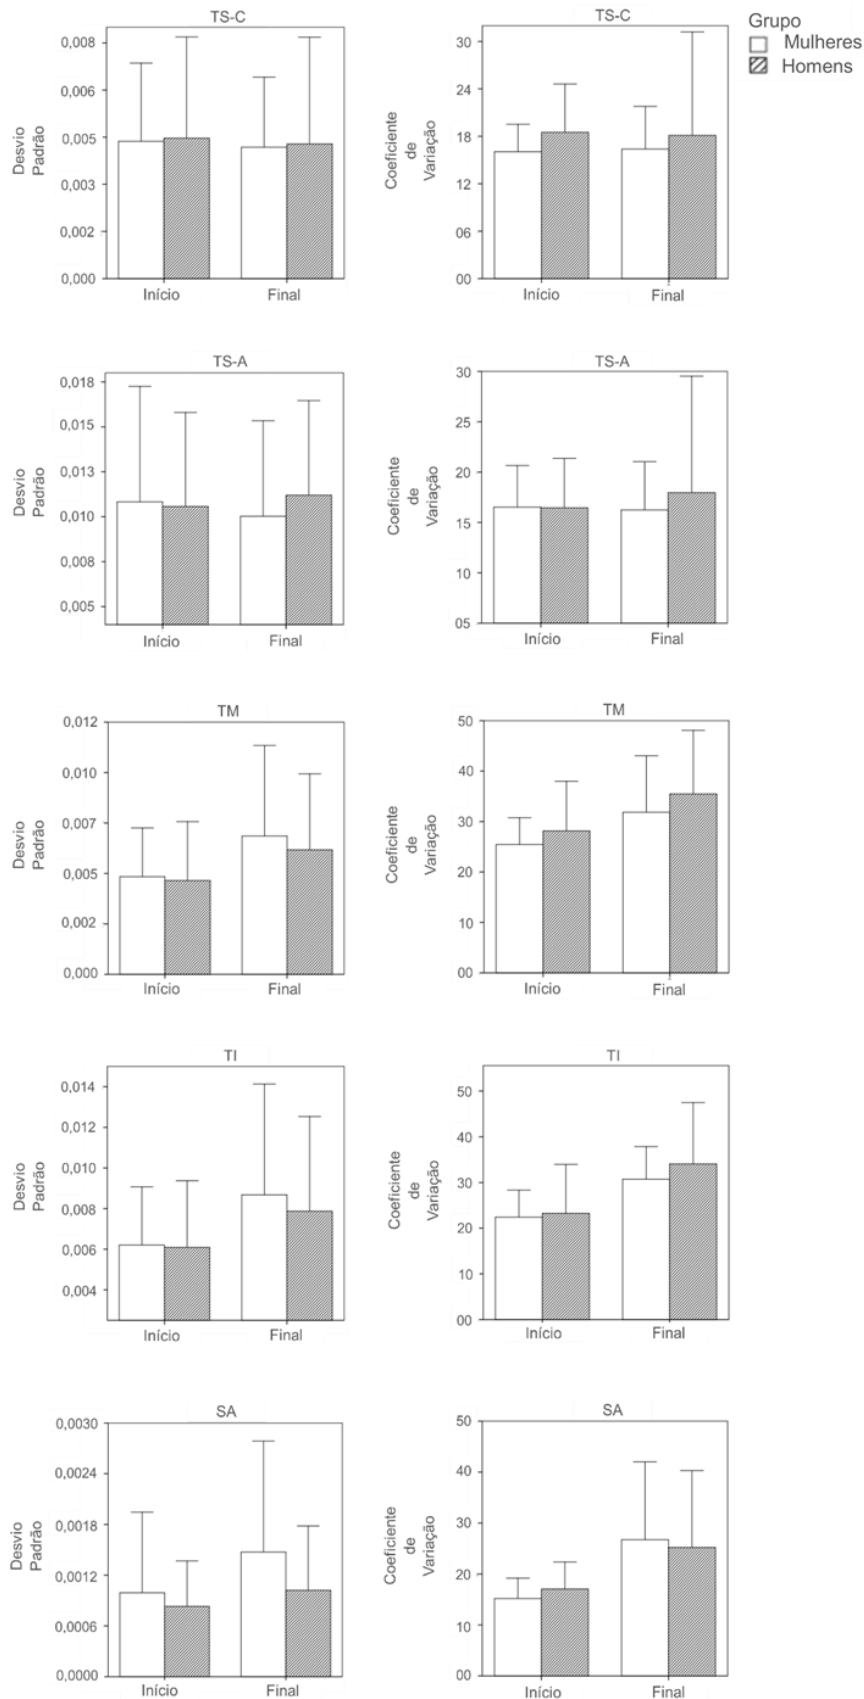 TS-C
0,008
0,006
0,005
0,003
0,002
0,000
Desvio
Padrão
Início
Final
TS-C
30
24
18
12
06
00
Coeficiente
de
Variação
Início
Final
Grupo
Mulheres
Homens
TS-A
0,018
0,015
0,013
0,010
0,008
0,005
Desvio
Padrão
Início
Final
TS-A
30
25
20
15
10
05
Coeficiente
de
Variação
Início
Final
TM
0,012
0,010
0,007
0,005
0,002
0,000
Desvio
Padrão
Início
Final
TM
50
40
30
20
10
00
Coeficiente
de
Variação
Início
Final
TI
0,014
0,012
0,010
0,008
0,006
0,004
Desvio
Padrão
Início
Final
TI
50
40
30
20
10
00
Coeficiente
de
Variação
Início
Final
SA
0,0030
0,0024
0,0018
0,0012
0,0006
0,0000
Desvio
Padrão
Início
Final
SA
50
40
30
20
10
00
Coeficiente
de
Variação
Início
Final